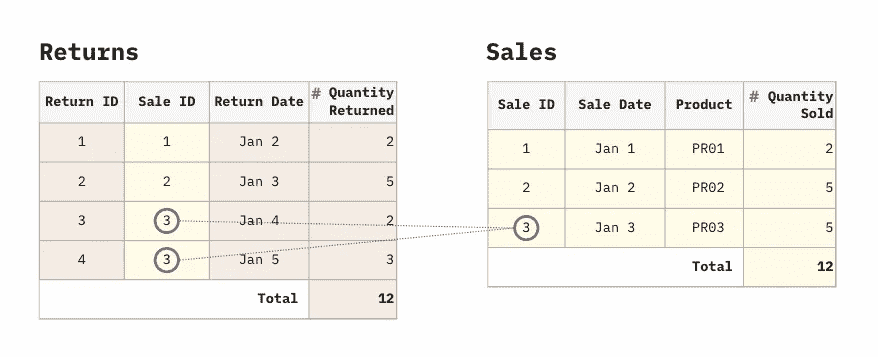 Returns
Return ID Sale ID Return Date # Quantity Returned
1 1 Jan 2 2
2 2 Jan 3 5
3 3 Jan 4 2
4 3 Jan 5 3
Total 12
Sales
Sale ID Sale Date Product # Quantity Sold
1 Jan 1 PR01 2
2 Jan 2 PR02 5
3 Jan 3 PR03 5
Total 12